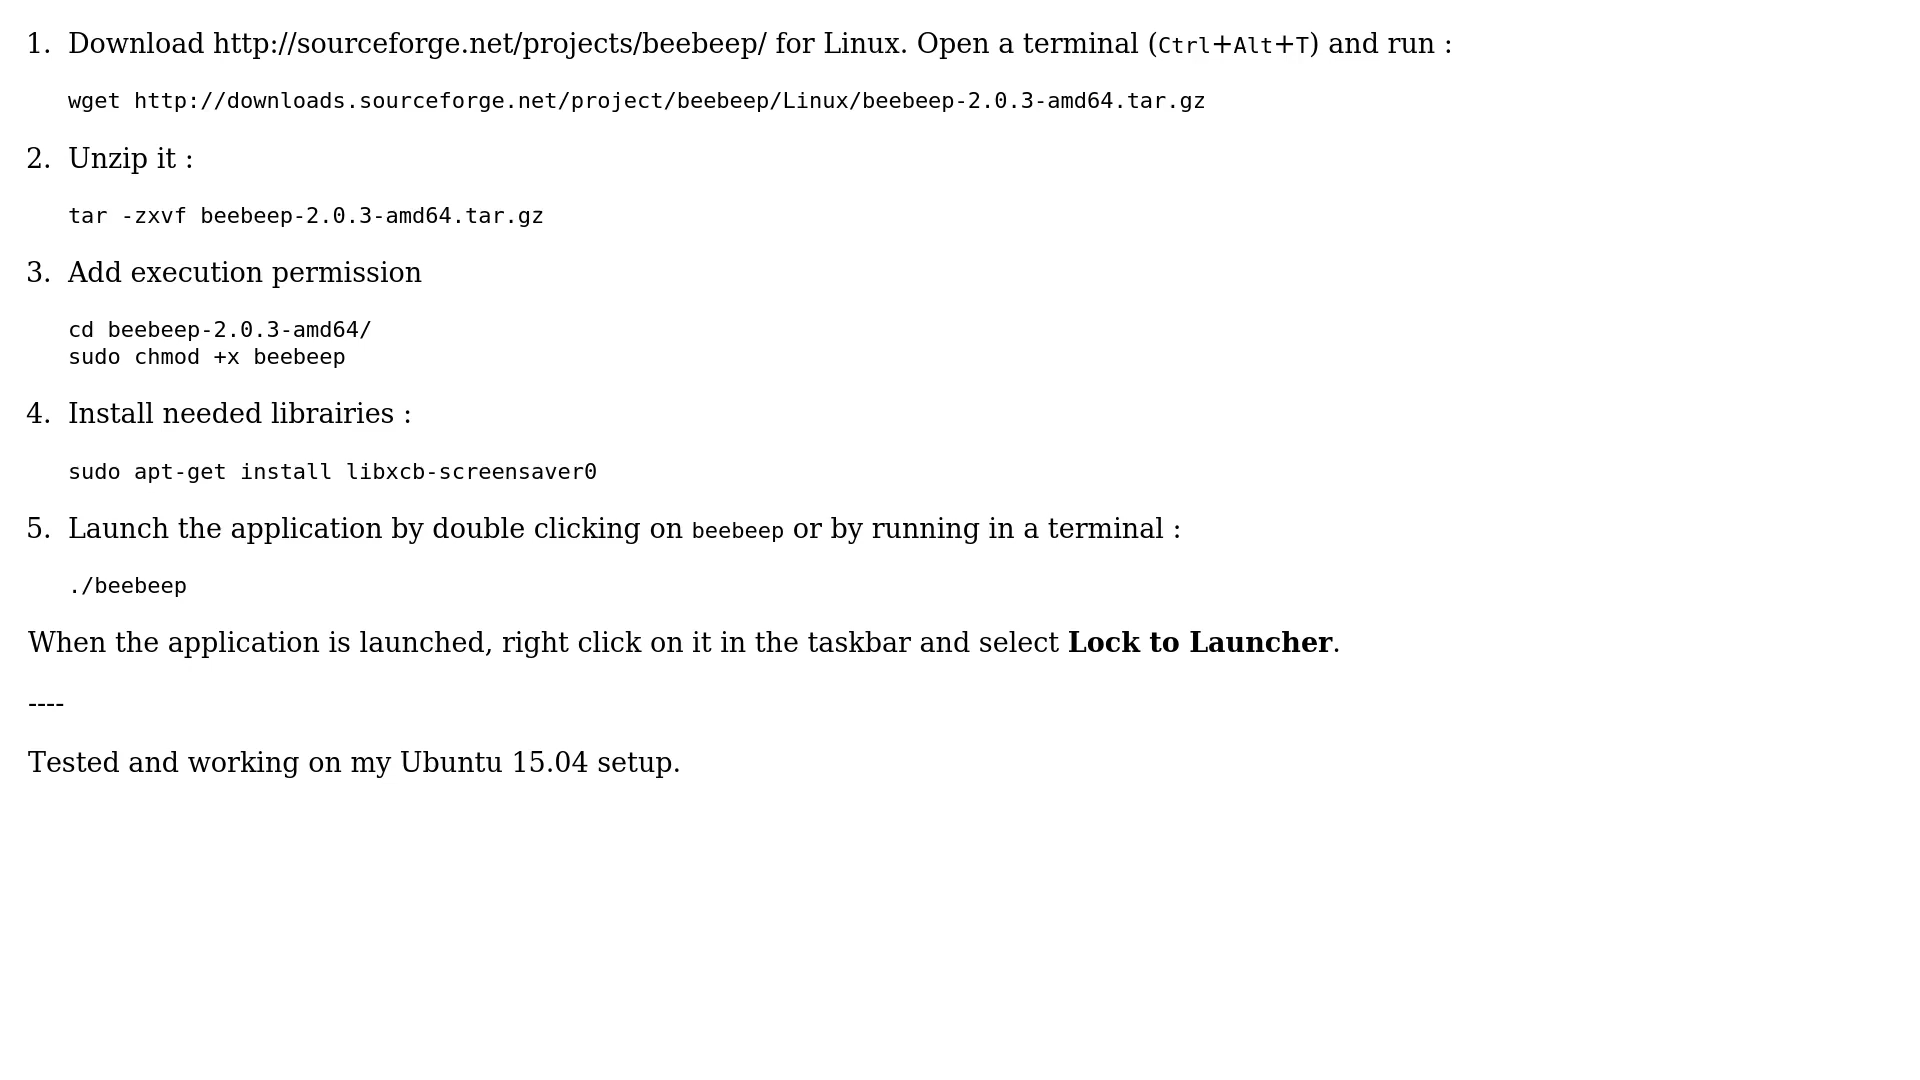 1. Download http://sourceforge.net/projects/beebeep/ for Linux. Open a terminal (Ctrl+Alt+T) and run :
wget http://downloads.sourceforge.net/project/beebeep/Linux/beebeep-2.0.3-amd64.tar.gz
2. Unzip it :
tar -zxvf beebeep-2.0.3-amd64.tar.gz
3. Add execution permission
cd beebeep-2.0.3-amd64/
sudo chmod +x beebeep
4. Install needed librairies :
sudo apt-get install libxcb-screensaver0
5. Launch the application by double clicking on beebeep or by running in a terminal :
./beebeep
When the application is launched, right click on it in the taskbar and select Lock to Launcher.
----
Tested and working on my Ubuntu 15.04 setup.